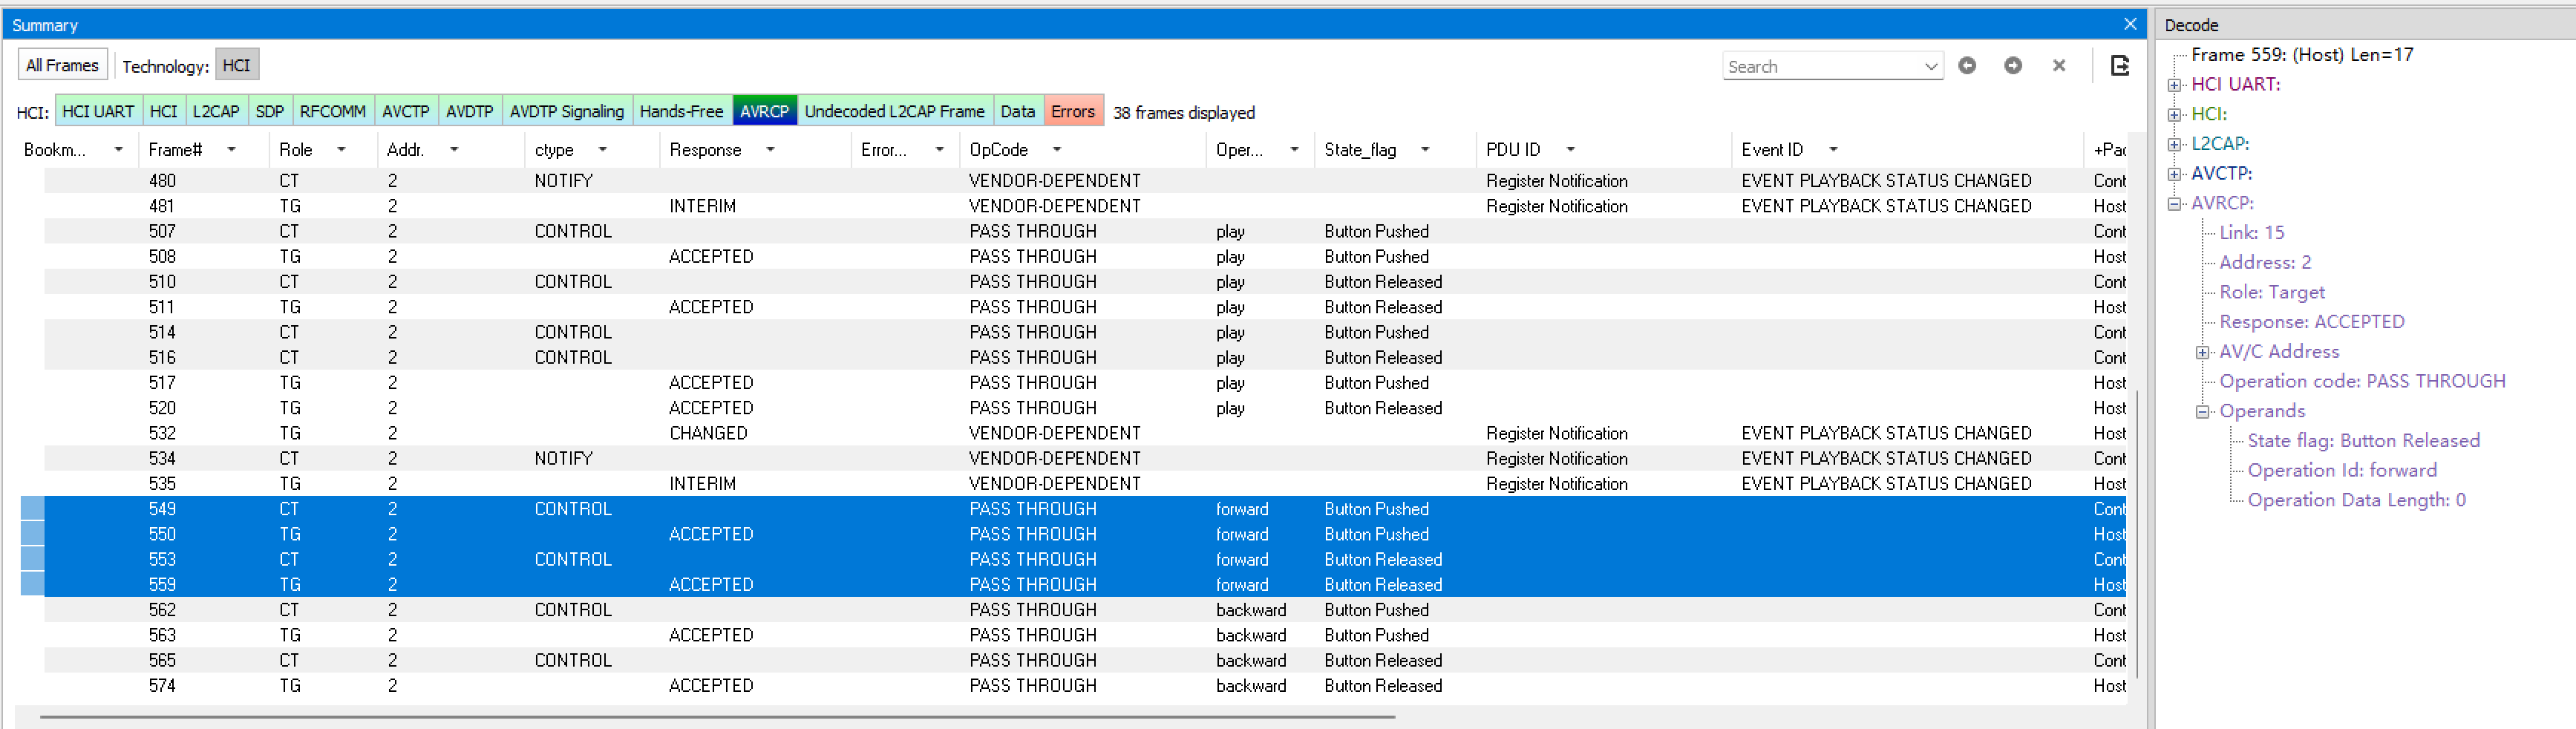 Summary
All Frames Technology: HCI Search
HCI: HCI UART HCI L2CAP SDP RFCOMM AVCTP AVDTP AVDTP Signaling Hands-Free AVRCP Undecoded L2CAP Frame Data Errors 38 frames displayed
Bookm... Frame# Role Addr. ctype Response Error... OpCode Oper... State_flag PDU ID Event ID +Pac
480 CT 2 NOTIFY VENDOR-DEPENDENT Register Notification EVENT PLAYBACK STATUS CHANGED Cont
481 TG 2 INTERIM VENDOR-DEPENDENT Register Notification EVENT PLAYBACK STATUS CHANGED Host
507 CT 2 CONTROL PASS THROUGH play Button Pushed Cont
508 TG 2 ACCEPTED PASS THROUGH play Button Pushed Host
510 CT 2 CONTROL PASS THROUGH play Button Released Cont
511 TG 2 ACCEPTED PASS THROUGH play Button Released Host
514 CT 2 CONTROL PASS THROUGH play Button Pushed Cont
516 CT 2 CONTROL PASS THROUGH play Button Released Cont
517 TG 2 ACCEPTED PASS THROUGH play Button Pushed Host
520 TG 2 ACCEPTED PASS THROUGH play Button Released Host
532 TG 2 CHANGED VENDOR-DEPENDENT Register Notification EVENT PLAYBACK STATUS CHANGED Host
534 CT 2 NOTIFY VENDOR-DEPENDENT Register Notification EVENT PLAYBACK STATUS CHANGED Cont
535 TG 2 INTERIM VENDOR-DEPENDENT Register Notification EVENT PLAYBACK STATUS CHANGED Host
549 CT 2 CONTROL PASS THROUGH forward Button Pushed Cont
550 TG 2 ACCEPTED PASS THROUGH forward Button Pushed Host
553 CT 2 CONTROL PASS THROUGH forward Button Released Cont
559 TG 2 ACCEPTED PASS THROUGH forward Button Released Host
562 CT 2 CONTROL PASS THROUGH backward Button Pushed Cont
563 TG 2 ACCEPTED PASS THROUGH backward Button Pushed Host
565 CT 2 CONTROL PASS THROUGH backward Button Released Cont
574 TG 2 ACCEPTED PASS THROUGH backward Button Released Host
Decode
Frame 559: (Host) Len=17
HCI UART:
HCI:
L2CAP:
AVCTP:
AVRCP:
Link: 15
Address: 2
Role: Target
Response: ACCEPTED
AV/C Address
Operation code: PASS THROUGH
Operands
State flag: Button Released
Operation Id: forward
Operation Data Length: 0